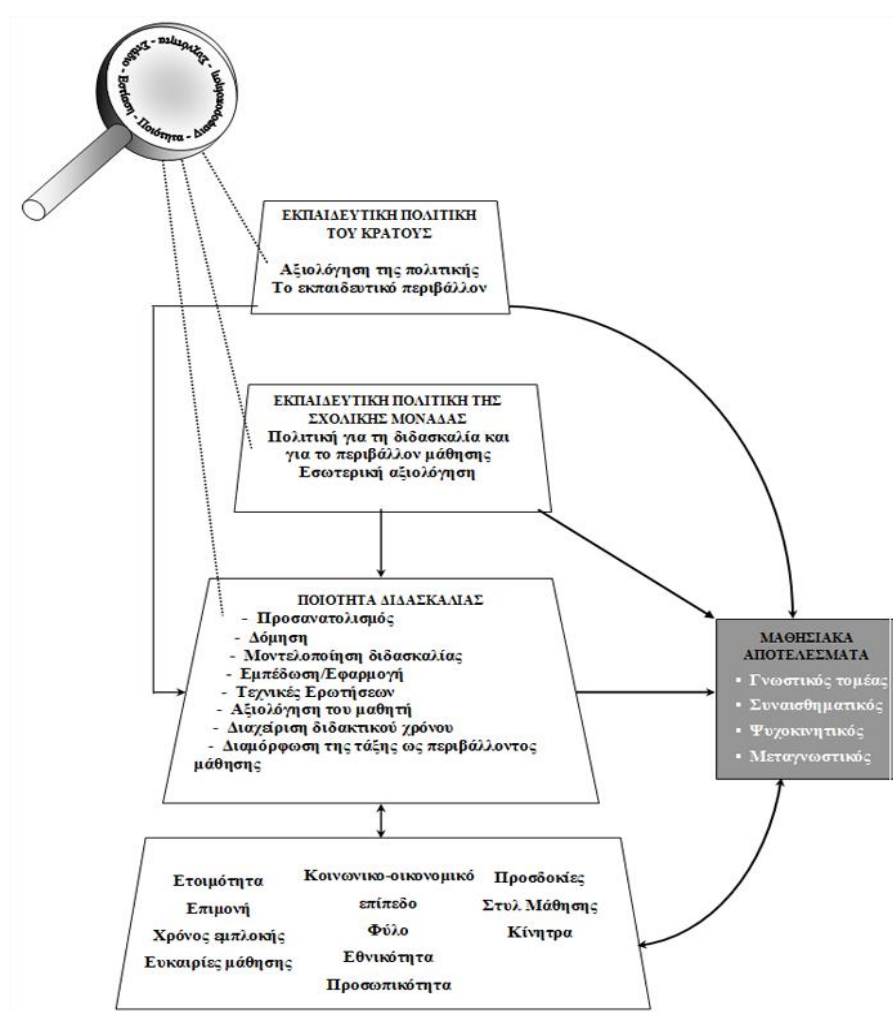 Εστίαση - Ποιότητα - Διαφοροποίηση - Συχνότητα - Στάδιο
ΕΚΠΑΙΔΕΥΤΙΚΗ ΠΟΛΙΤΙΚΗ
ΤΟΥ ΚΡΑΤΟΥΣ
Αξιολόγηση της πολιτικής
Το εκπαιδευτικό περιβάλλον
ΕΚΠΑΙΔΕΥΤΙΚΗ ΠΟΛΙΤΙΚΗ ΤΗΣ
ΣΧΟΛΙΚΗΣ ΜΟΝΑΔΑΣ
Πολιτική για τη διδασκαλία και
για το περιβάλλον μάθησης
Εσωτερική αξιολόγηση
ΠΟΙΟΤΗΤΑ ΔΙΔΑΣΚΑΛΙΑΣ
- Προσανατολισμός
- Δόμηση
- Μοντελοποίηση διδασκαλίας
- Εμπέδωση/Εφαρμογή
- Τεχνικές Ερωτήσεων
- Αξιολόγηση του μαθητή
- Διαχείριση διδακτικού χρόνου
- Διαμόρφωση της τάξης ως περιβάλλοντος
μάθησης
ΜΑΘΗΣΙΑΚΑ
ΑΠΟΤΕΛΕΣΜΑΤΑ
▪ Γνωστικός τομέας
▪ Συναισθηματικός
▪ Ψυχοκινητικός
▪ Μεταγνωστικός
Ετοιμότητα
Επιμονή
Χρόνος εμπλοκής
Ευκαιρίες μάθησης
Κοινωνικο-οικονομικό
επίπεδο
Φύλο
Εθνικότητα
Προσωπικότητα
Προσδοκίες
Στυλ Μάθησης
Κίνητρα